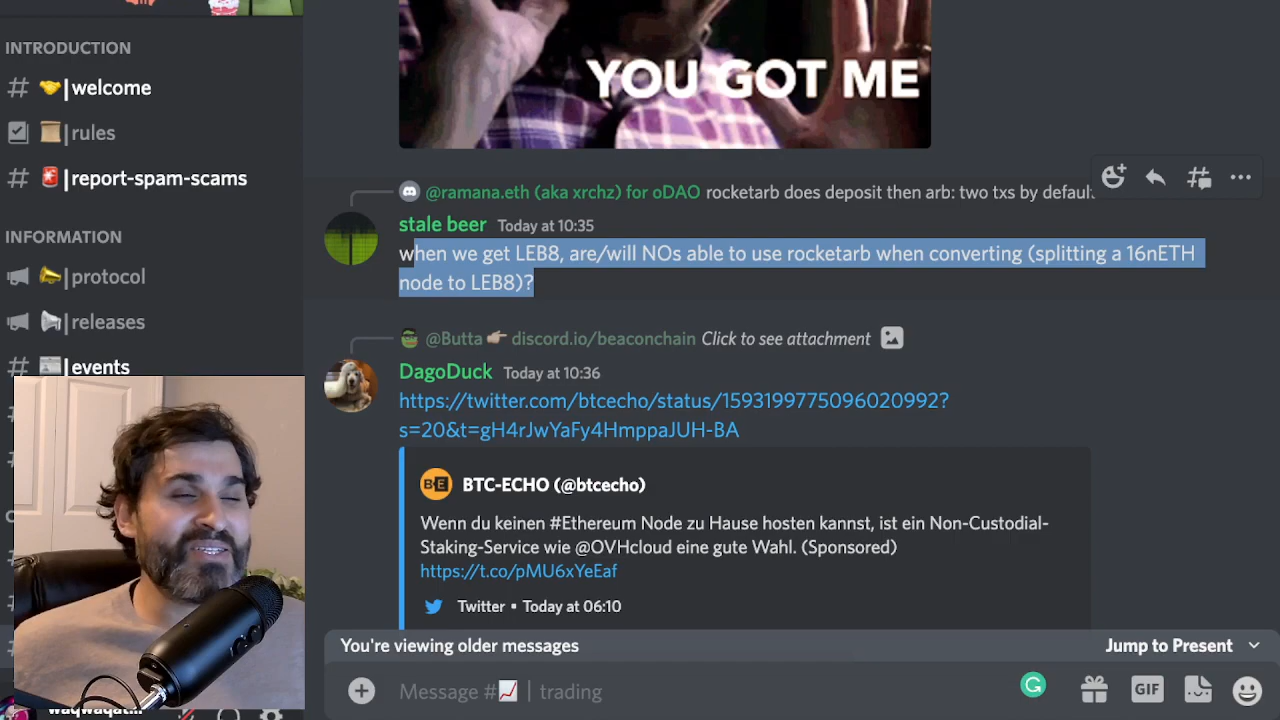 INTRODUCTION
# 🤝|welcome
📜|rules
# 🚨|report-spam-scams
INFORMATION
📣|protocol
📢|releases
# 📰|events
YOU GOT ME
@ramana.eth (aka xrchz) for oDAO rocketarb does deposit then arb: two txs by default
stale beer Today at 10:35
when we get LEB8, are/will NOs able to use rocketarb when converting (splitting a 16nETH
node to LEB8)?
@Butta 👉🏼 discord.io/beaconchain Click to see attachment
DagoDuck Today at 10:36
https://twitter.com/btcecho/status/1593199775096020992?
s=20&t=gH4rJwYaFy4HmppaJUH-BA
BTC-ECHO (@btcecho)
Wenn du keinen #Ethereum Node zu Hause hosten kannst, ist ein Non-Custodial-
Staking-Service wie @OVHcloud eine gute Wahl. (Sponsored)
https://t.co/pMU6xYeEaf
Twitter • Today at 06:10
You're viewing older messages
Jump to Present
Message #📈 | trading
GIF